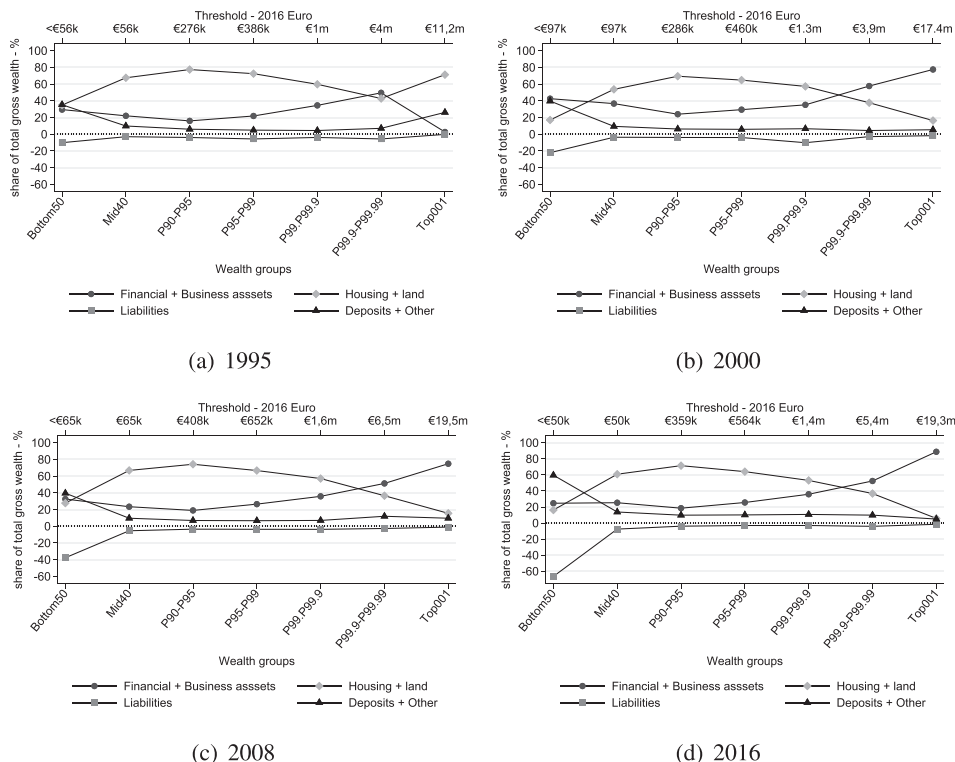 Threshold - 2016 Euro
<€56k €56k €276k €386k €1m €4m €11,2m
share of total gross wealth - %
100
80
60
40
20
0
-20
-40
-60
Bottom50 Mid40 P90-P95 P95-P99 P99.P99.9 P99.9-P99.99 Top001
Wealth groups
Financial + Business asssets Housing + land
Liabilities Deposits + Other
(a) 1995
Threshold - 2016 Euro
<€97k €97k €286k €460k €1.3m €3,9m €17.4m
share of total gross wealth - %
100
80
60
40
20
0
-20
-40
-60
Bottom50 Mid40 P90-P95 P95-P99 P99.P99.9 P99.9-P99.99 Top001
Wealth groups
Financial + Business asssets Housing + land
Liabilities Deposits + Other
(b) 2000
Threshold - 2016 Euro
<€65k €65k €408k €652k €1,6m €6,5m €19,5m
share of total gross wealth - %
100
80
60
40
20
0
-20
-40
-60
Bottom50 Mid40 P90-P95 P95-P99 P99.P99.9 P99.9-P99.99 Top001
Wealth groups
Financial + Business asssets Housing + land
Liabilities Deposits + Other
(c) 2008
Threshold - 2016 Euro
<€50k €50k €359k €564k €1,4m €5,4m €19,3m
share of total gross wealth - %
100
80
60
40
20
0
-20
-40
-60
Bottom50 Mid40 P90-P95 P95-P99 P99.P99.9 P99.9-P99.99 Top001
Wealth groups
Financial + Business asssets Housing + land
Liabilities Deposits + Other
(d) 2016